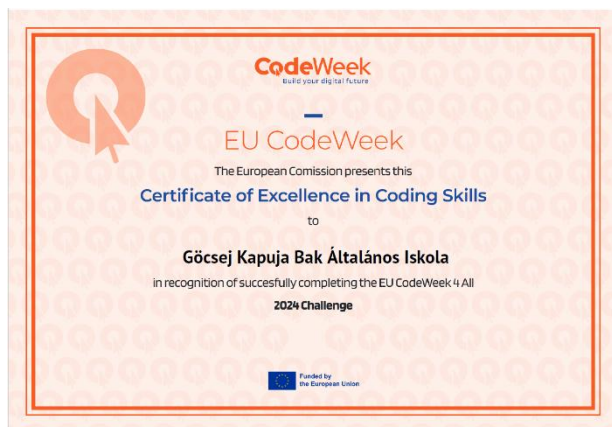 CodeWeek
Build your digital future
EU CodeWeek
The European Comission presents this
Certificate of Excellence in Coding Skills
to
Göcsej Kapuja Bak Általános Iskola
in recognition of succesfully completing the EU CodeWeek 4 All
2024 Challenge
Funded by
the European Union